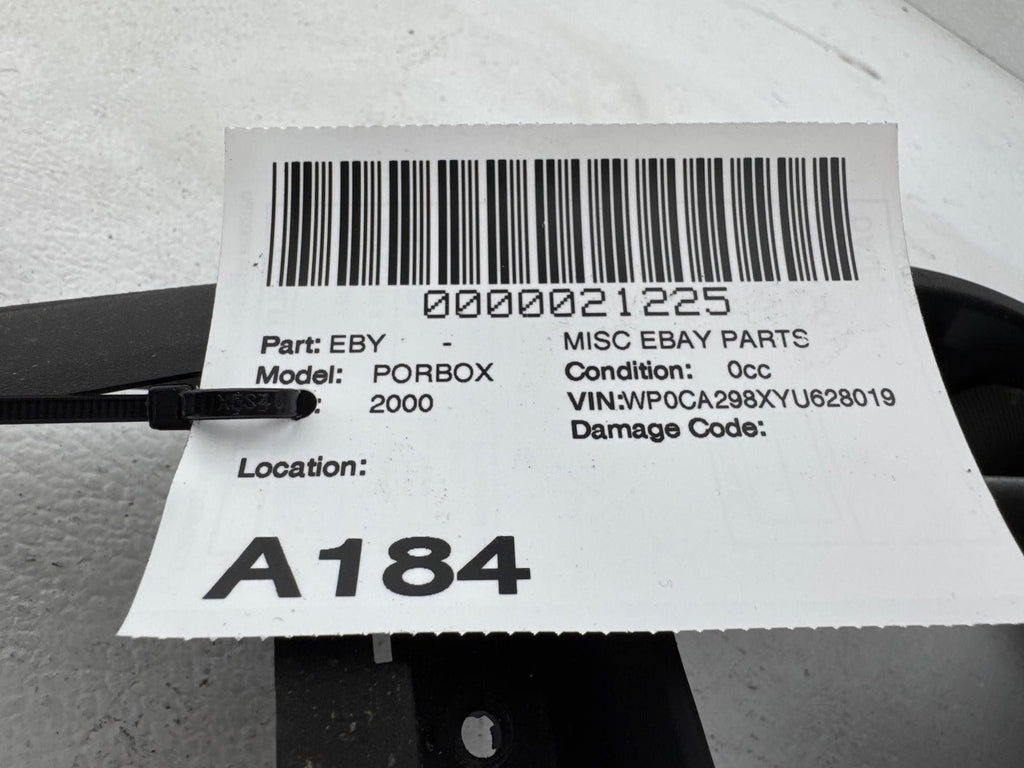 0000021225
Part: EBY - MISC EBAY PARTS
Model: PORBOX Condition: 0cc
: 2000 VIN:WP0CA298XYU628019
Damage Code:
Location:
A184